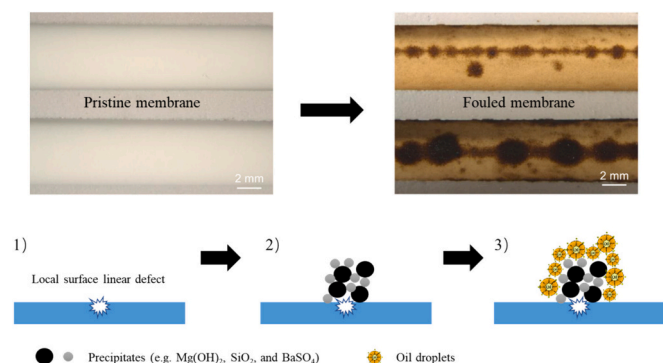 Pristine membrane
Fouled membrane
2 mm
2 mm
1)
2)
3)
Local surface linear defect
Precipitates (e.g. Mg(OH)₂, SiO₂, and BaSO₄)
Oil droplets